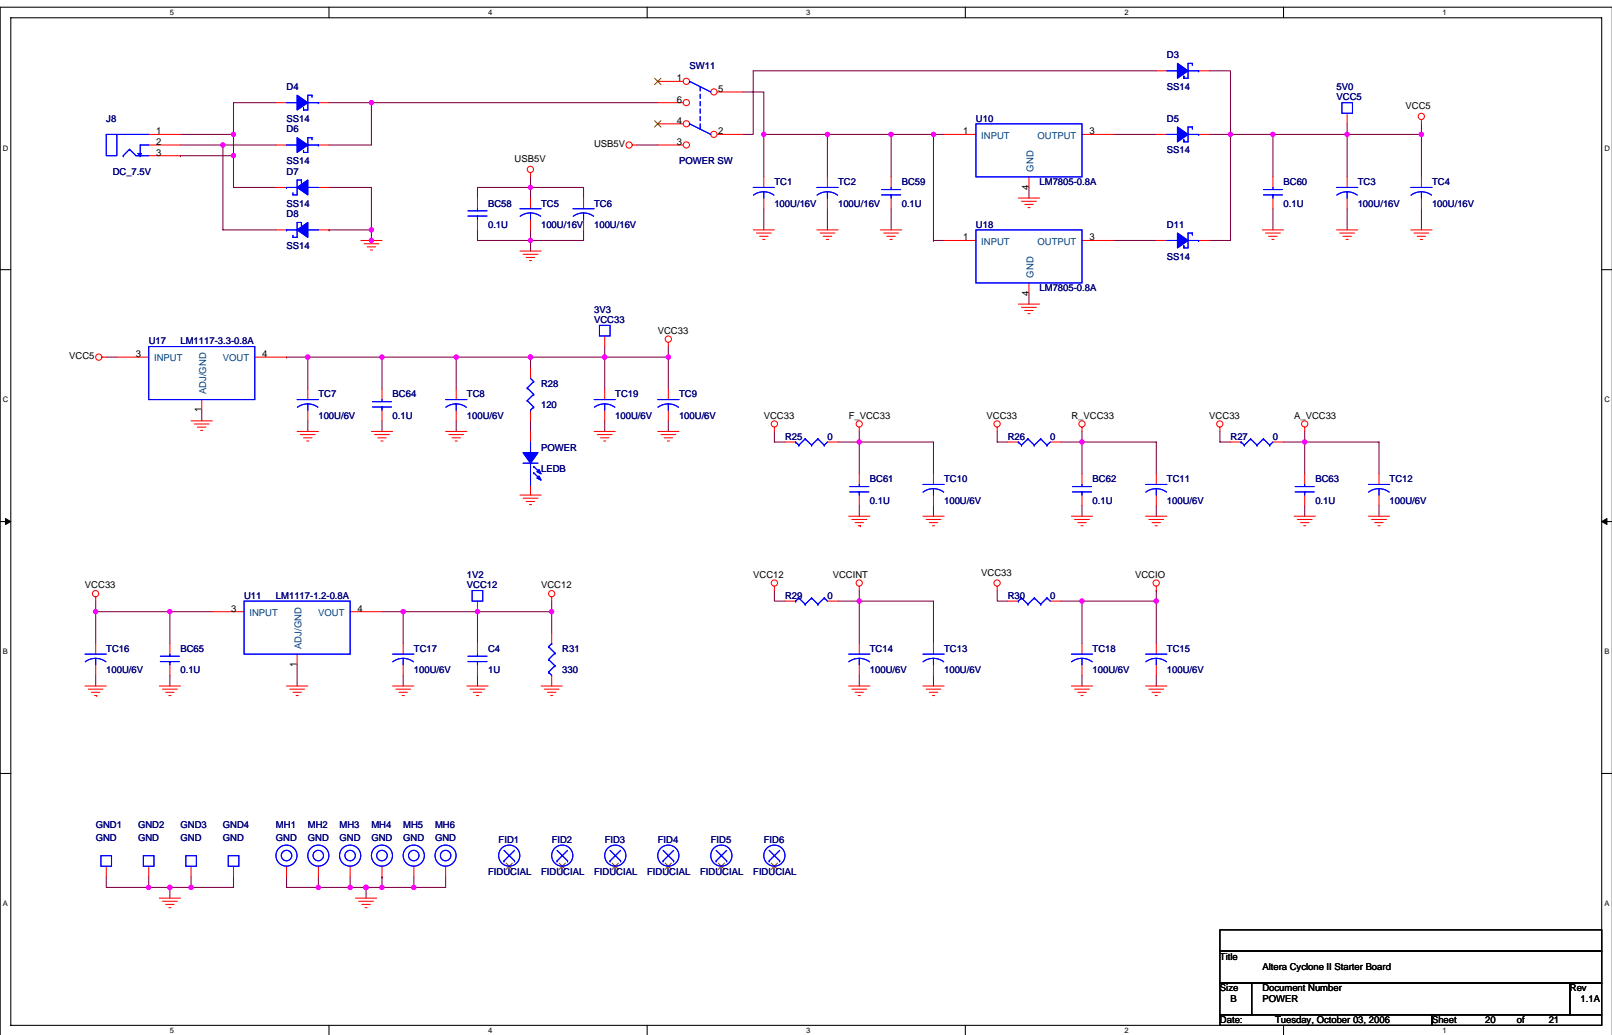 5 4 3 2 1
D
D
C
C
B
B
A
A
J8
1
2
3
DC_7.5V
D4
SS14
D6
SS14
D7
SS14
D8
SS14
SW11
1
5
6
4
2
3
USB5V
POWER SW
USB5V
BC58
0.1U
TC5
100U/16V
TC6
100U/16V
TC1
100U/16V
TC2
100U/16V
BC59
0.1U
U10
1 INPUT OUTPUT 3
GND
4
LM7805-0.8A
U18
1 INPUT OUTPUT 3
GND
4
LM7805-0.8A
D3
SS14
D5
SS14
D11
SS14
5V0
VCC5
VCC5
BC60
0.1U
TC3
100U/16V
TC4
100U/16V
VCC5
U17 LM1117-3.3-0.8A
3 INPUT VOUT 4
ADJ/GND
1
TC7
100U/6V
BC64
0.1U
TC8
100U/6V
R28
120
POWER
LEDB
3V3
VCC33
VCC33
TC19
100U/6V
TC9
100U/6V
VCC33 F_VCC33
R25 0
BC61
0.1U
TC10
100U/6V
VCC33 R_VCC33
R26 0
BC62
0.1U
TC11
100U/6V
VCC33 A_VCC33
R27 0
BC63
0.1U
TC12
100U/6V
VCC33
TC16
100U/6V
BC65
0.1U
U11 LM1117-1.2-0.8A
3 INPUT VOUT 4
ADJ/GND
1
TC17
100U/6V
1V2
VCC12
VCC12
C4
1U
R31
330
VCC12 VCCINT
R29 0
TC14
100U/6V
TC13
100U/6V
VCC33 VCCIO
R30 0
TC18
100U/6V
TC15
100U/6V
GND1 GND2 GND3 GND4
GND GND GND GND
MH1 MH2 MH3 MH4 MH5 MH6
GND GND GND GND GND GND
FID1 FID2 FID3 FID4 FID5 FID6
FIDUCIAL FIDUCIAL FIDUCIAL FIDUCIAL FIDUCIAL FIDUCIAL
Title
Altera Cyclone II Starter Board
Size Document Number Rev
B POWER 1.1A
Date: Tuesday, October 03, 2006 Sheet 20 of 21
5 4 3 2 1